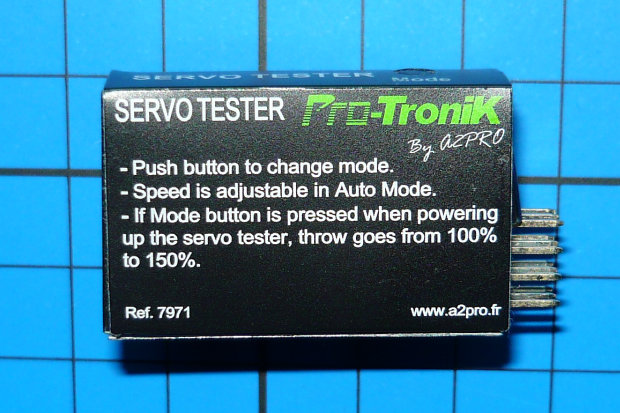 SERVO TESTER
Mode
SERVO TESTER Pro-TroniK
By A2PRO
- Push button to change mode.
- Speed is adjustable in Auto Mode.
- If Mode button is pressed when powering
up the servo tester, throw goes from 100%
to 150%.
Ref. 7971 www.a2pro.fr